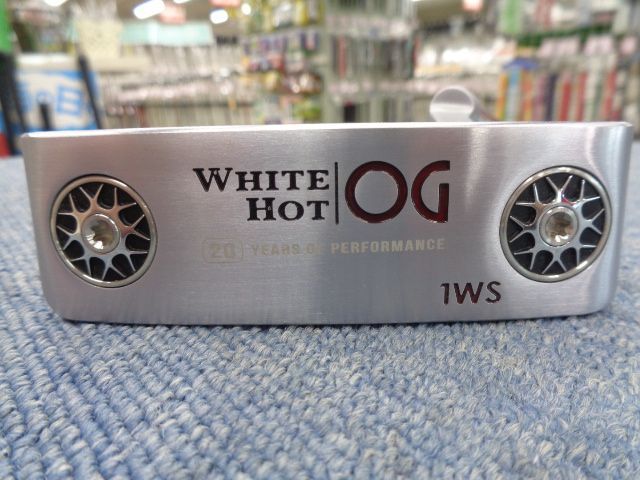 WHITE HOT OG
20 YEARS OF PERFORMANCE
1WS